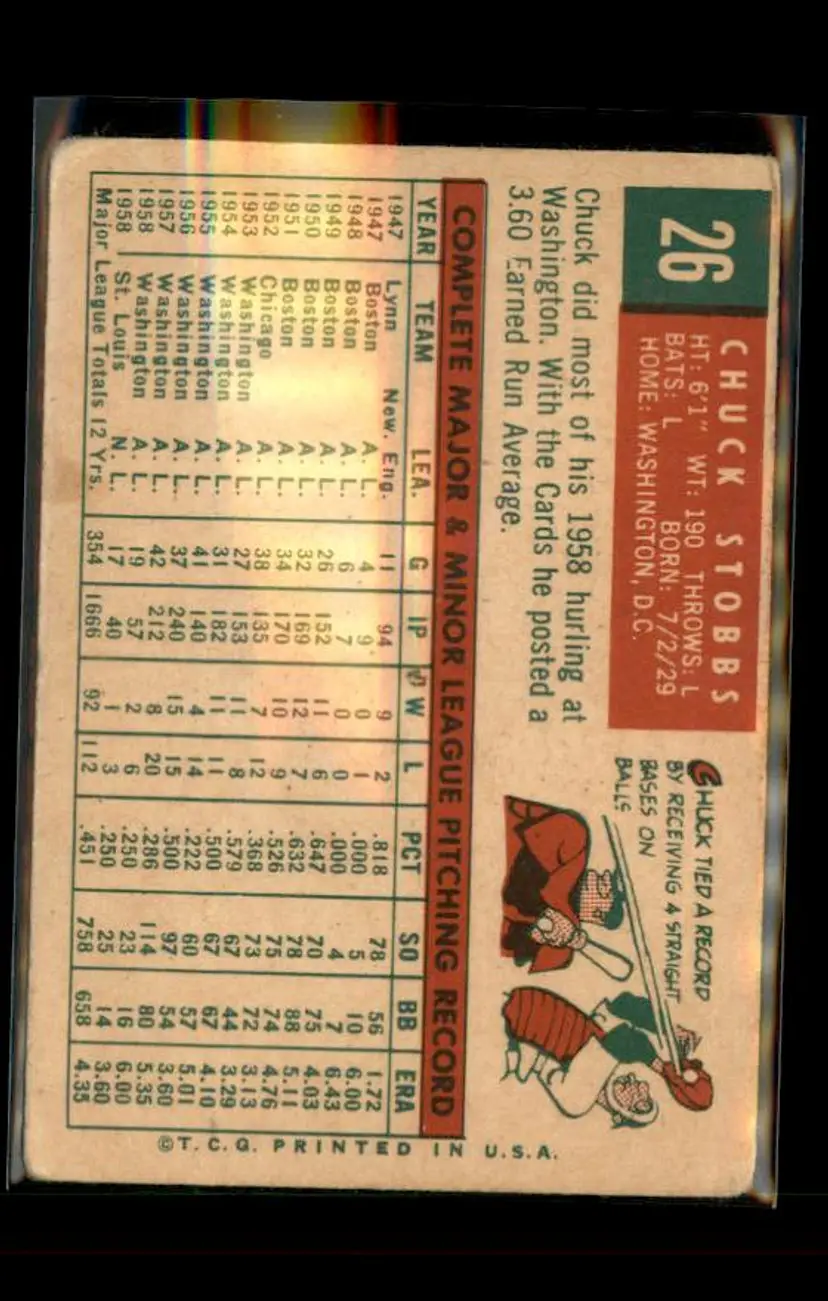 26
CHUCK STOBBS
HT: 6'1" WT: 190 THROWS: L
BATS: L BORN: 7/2/29
HOME: WASHINGTON, D.C.
Chuck did most of his 1958 hurling at
Washington. With the Cards he posted a
3.60 Earned Run Average.
CHUCK TIED A RECORD
BY RECEIVING 4 STRAIGHT
BASES ON
BALLS
COMPLETE MAJOR & MINOR LEAGUE PITCHING RECORD
YEAR TEAM LEA. G IP W L PCT SO BB ERA
1947 Lynn New. Eng. 11 94 9 2 .818 78 56 1.72
1947 Boston A. L. 4 9 0 1 .000 5 10 6.00
1948 Boston A. L. 6 7 0 0 .000 4 7 6.43
1949 Boston A. L. 26 152 11 6 .647 70 75 4.03
1950 Boston A. L. 32 169 12 7 .632 78 88 5.11
1951 Boston A. L. 34 170 10 9 .526 75 74 4.76
1952 Chicago A. L. 38 135 7 12 .368 73 72 3.13
1953 Washington A. L. 27 153 11 8 .579 67 44 3.29
1954 Washington A. L. 31 182 11 11 .500 67 67 4.10
1955 Washington A. L. 41 140 4 14 .222 60 57 5.01
1956 Washington A. L. 37 240 15 15 .500 97 54 3.60
1957 Washington A. L. 42 212 8 20 .286 114 80 5.35
1958 Washington A. L. 19 57 2 6 .250 23 16 6.00
1958 St. Louis N. L. 17 40 1 3 .250 25 14 3.60
Major League Totals 12 Yrs. 354 1666 92 112 .451 758 658 4.35
©T.C.G. PRINTED IN U.S.A.